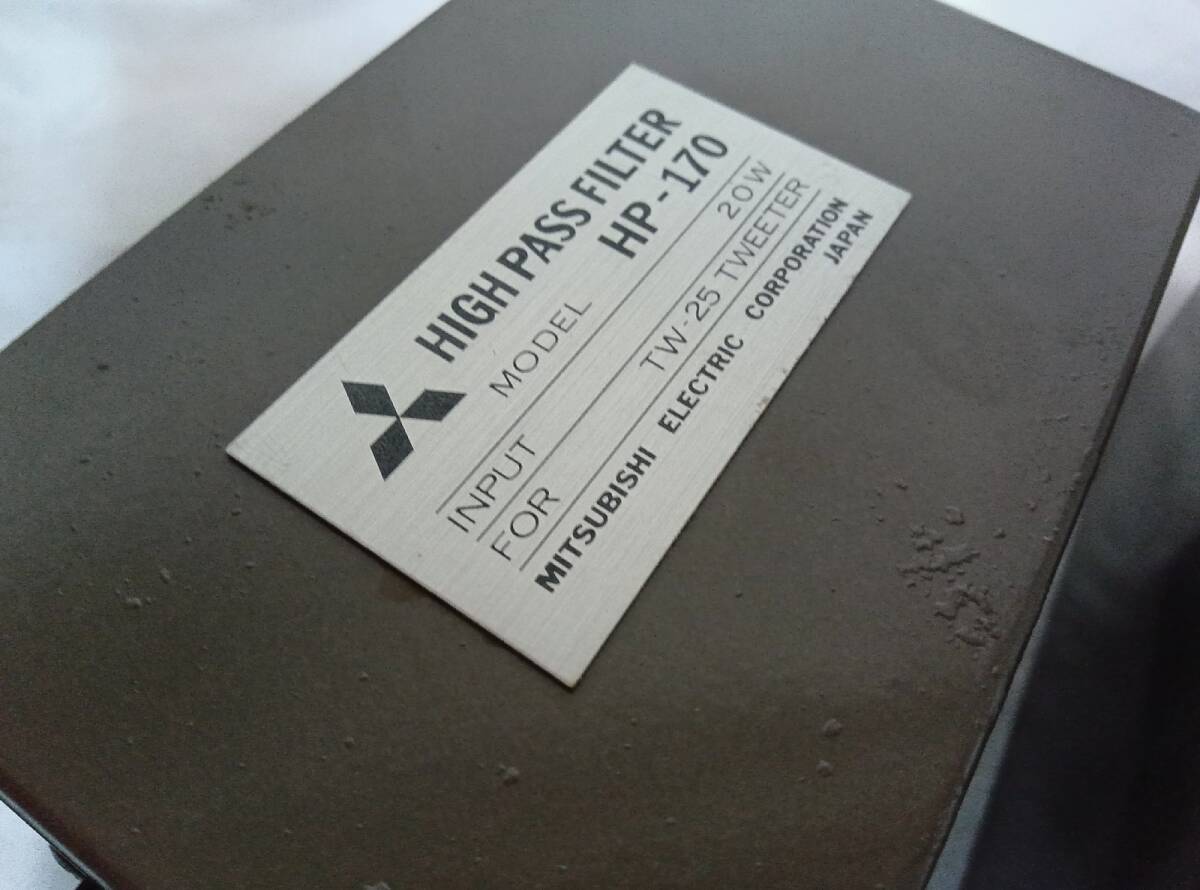 HIGH PASS FILTER
MODEL HP-170
INPUT 20W
FOR TW-25 TWEETER
MITSUBISHI ELECTRIC CORPORATION
JAPAN